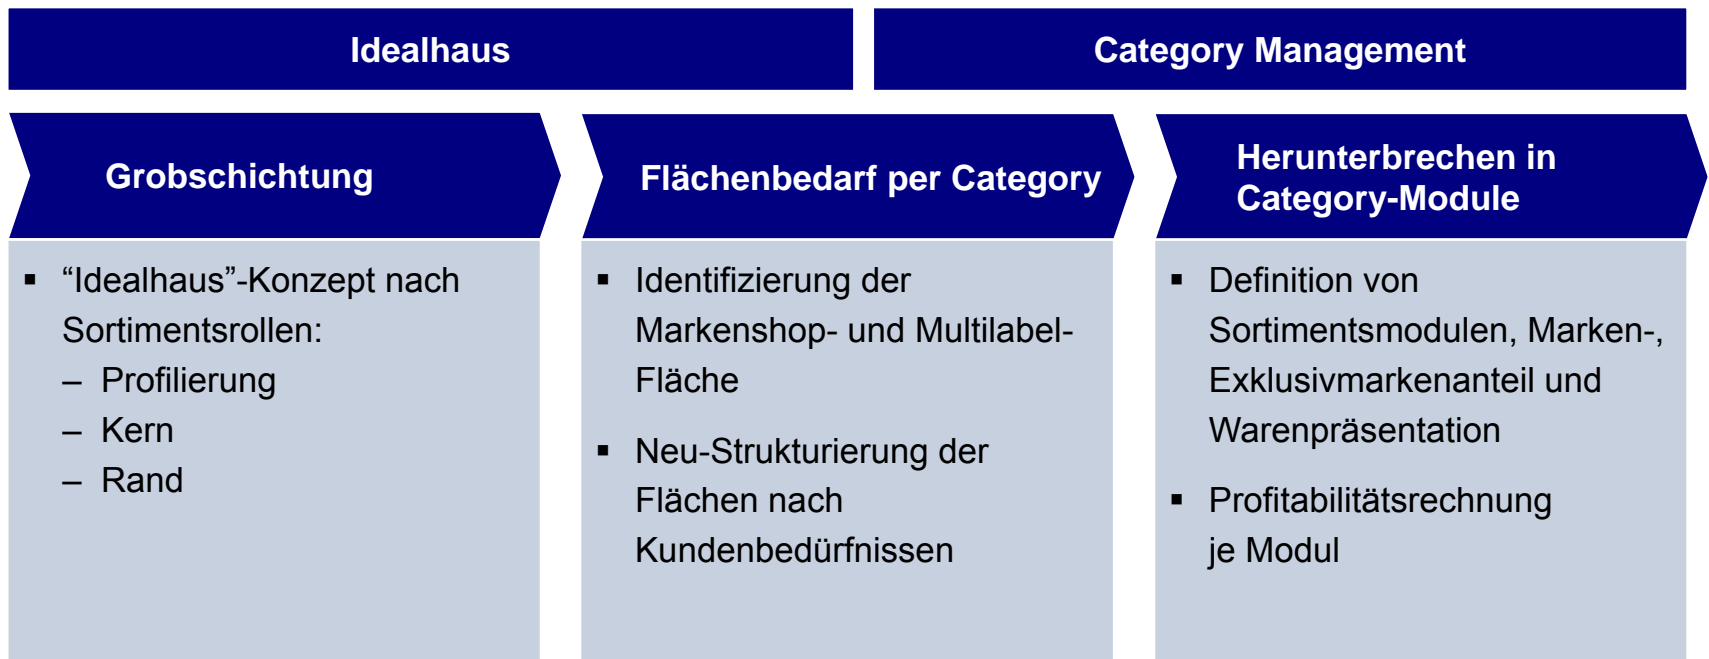 Idealhaus
Category Management
Grobschichtung
Flächenbedarf per Category
Herunterbrechen in
Category-Module
▪ “Idealhaus”-Konzept nach
Sortimentsrollen:
– Profilierung
– Kern
– Rand
▪ Identifizierung der
Markenshop- und Multilabel-
Fläche
▪ Neu-Strukturierung der
Flächen nach
Kundenbedürfnissen
▪ Definition von
Sortimentsmodulen, Marken-,
Exklusivmarkenanteil und
Warenpräsentation
▪ Profitabilitätsrechnung
je Modul